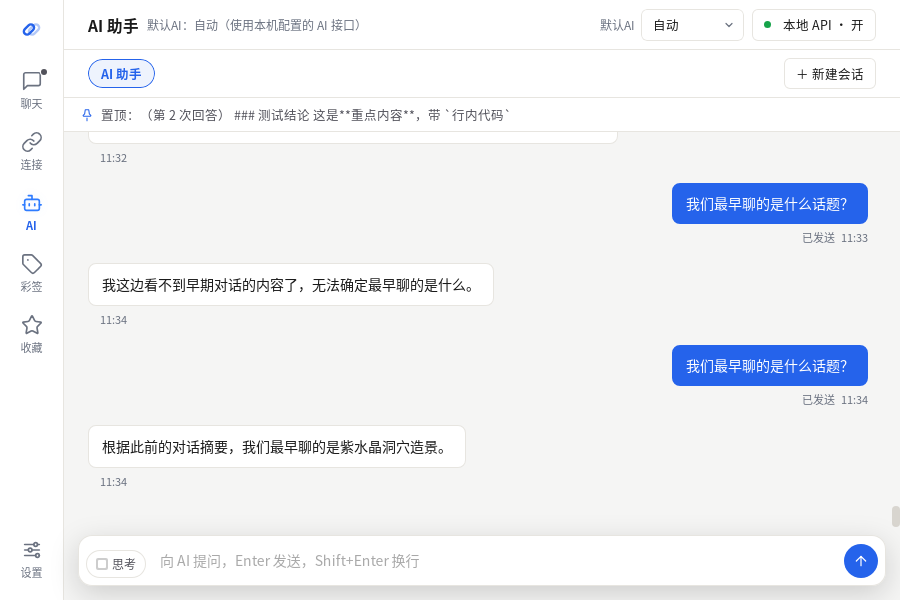 AI 助手 默认AI：自动（使用本机配置的 AI 接口） 默认AI 自动 本地 API · 开
AI 助手 ＋ 新建会话
置顶：（第 2 次回答） ### 测试结论 这是**重点内容**，带 `行内代码`
聊天
连接
AI
彩签
收藏
设置
11:32
我们最早聊的是什么话题？
已发送 11:33
我这边看不到早期对话的内容了，无法确定最早聊的是什么。
11:34
我们最早聊的是什么话题？
已发送 11:34
根据此前的对话摘要，我们最早聊的是紫水晶洞穴造景。
11:34
思考 向 AI 提问，Enter 发送，Shift+Enter 换行